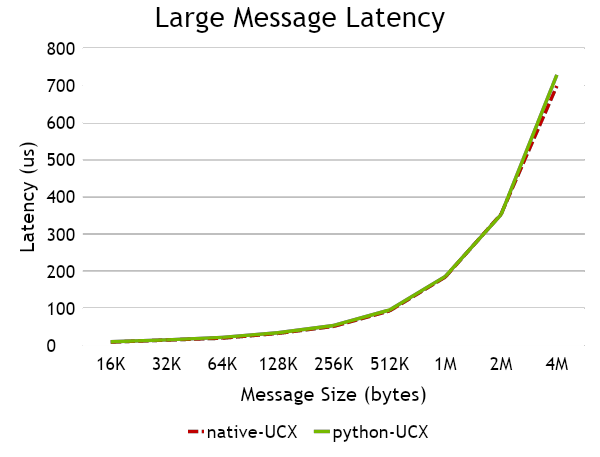 Large Message Latency
800
700
600
500
400
300
200
100
0
Latency (us)
16K 32K 64K 128K 256K 512K 1M 2M 4M
Message Size (bytes)
native-UCX python-UCX